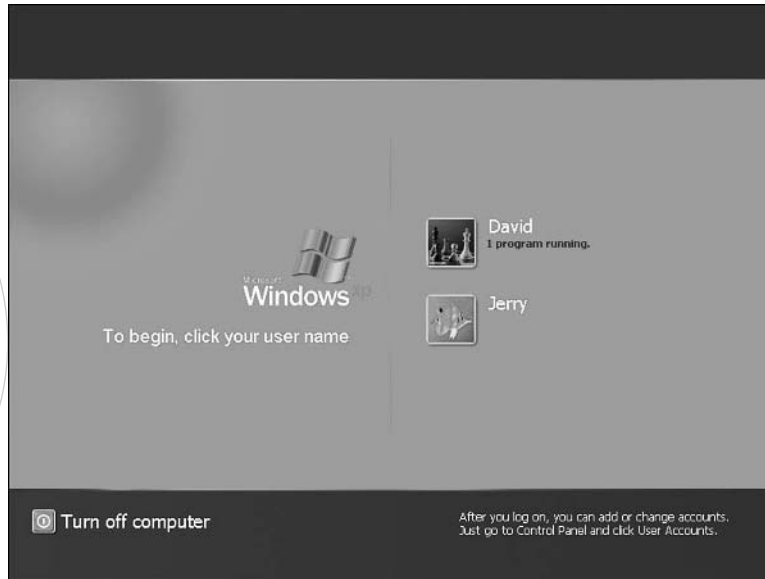 Microsoft
Windows xp
To begin, click your user name
David
1 program running.
Jerry
Turn off computer
After you log on, you can add or change accounts.
Just go to Control Panel and click User Accounts.